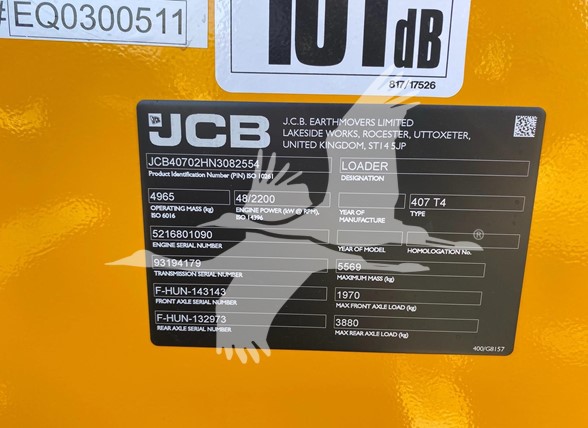 #EQ0300511
101 dB
817/17526
JCB
J.C.B. EARTHMOVERS LIMITED
LAKESIDE WORKS, ROCESTER, UTTOXETER,
UNITED KINGDOM, ST14 5JP
JCB40702HN3082554
Product Identification Number (PIN) ISO 10261
LOADER
DESIGNATION
4965
OPERATING MASS (kg)
ISO 6016
48/2200
ENGINE POWER (kW @ RPM),
ISO 14396
YEAR OF
MANUFACTURE
407 T4
TYPE
5216801090
ENGINE SERIAL NUMBER
YEAR OF MODEL
HOMOLOGATION No.
93194179
TRANSMISSION SERIAL NUMBER
5569
MAXIMUM MASS (kg)
F-HUN-143143
FRONT AXLE SERIAL NUMBER
1970
MAX FRONT AXLE LOAD (kg)
F-HUN-132973
REAR AXLE SERIAL NUMBER
3880
MAX REAR AXLE LOAD (kg)
400/G8157
®